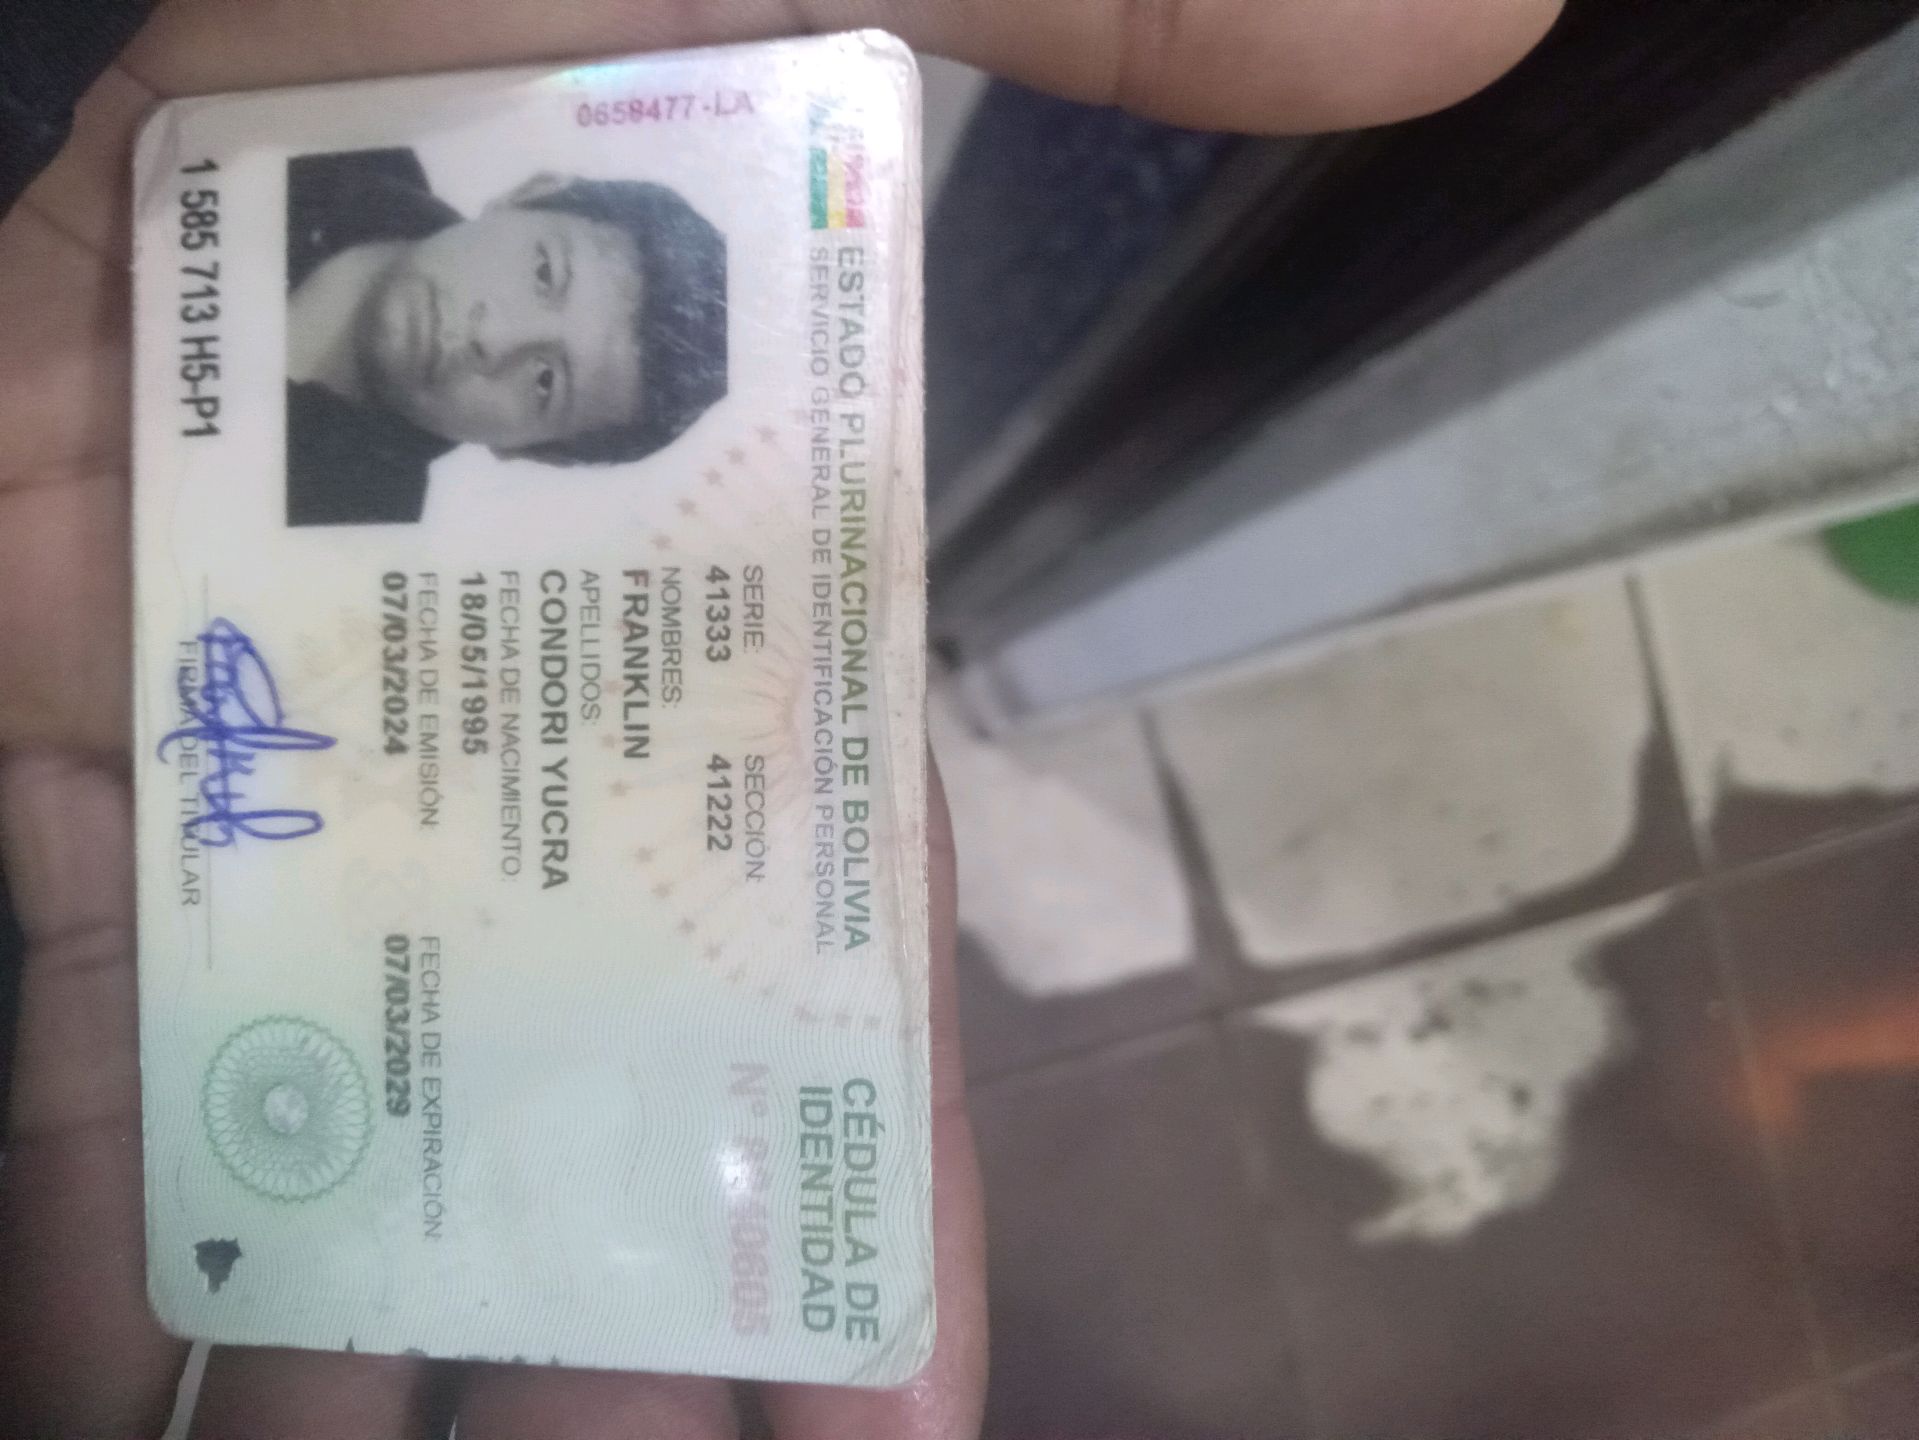 ESTADO PLURINACIONAL DE BOLIVIA
SERVICIO GENERAL DE IDENTIFICACIÓN PERSONAL
CÉDULA DE
IDENTIDAD
0658477-LA
Nº
SERIE: SECCIÓN:
41333 41222
NOMBRES:
FRANKLIN
APELLIDOS:
CONDORI YUCRA
FECHA DE NACIMIENTO:
18/05/1995
FECHA DE EMISIÓN: FECHA DE EXPIRACIÓN:
07/03/2024 07/03/2029
1 585 713 H5-P1
FIRMA DEL TITULAR